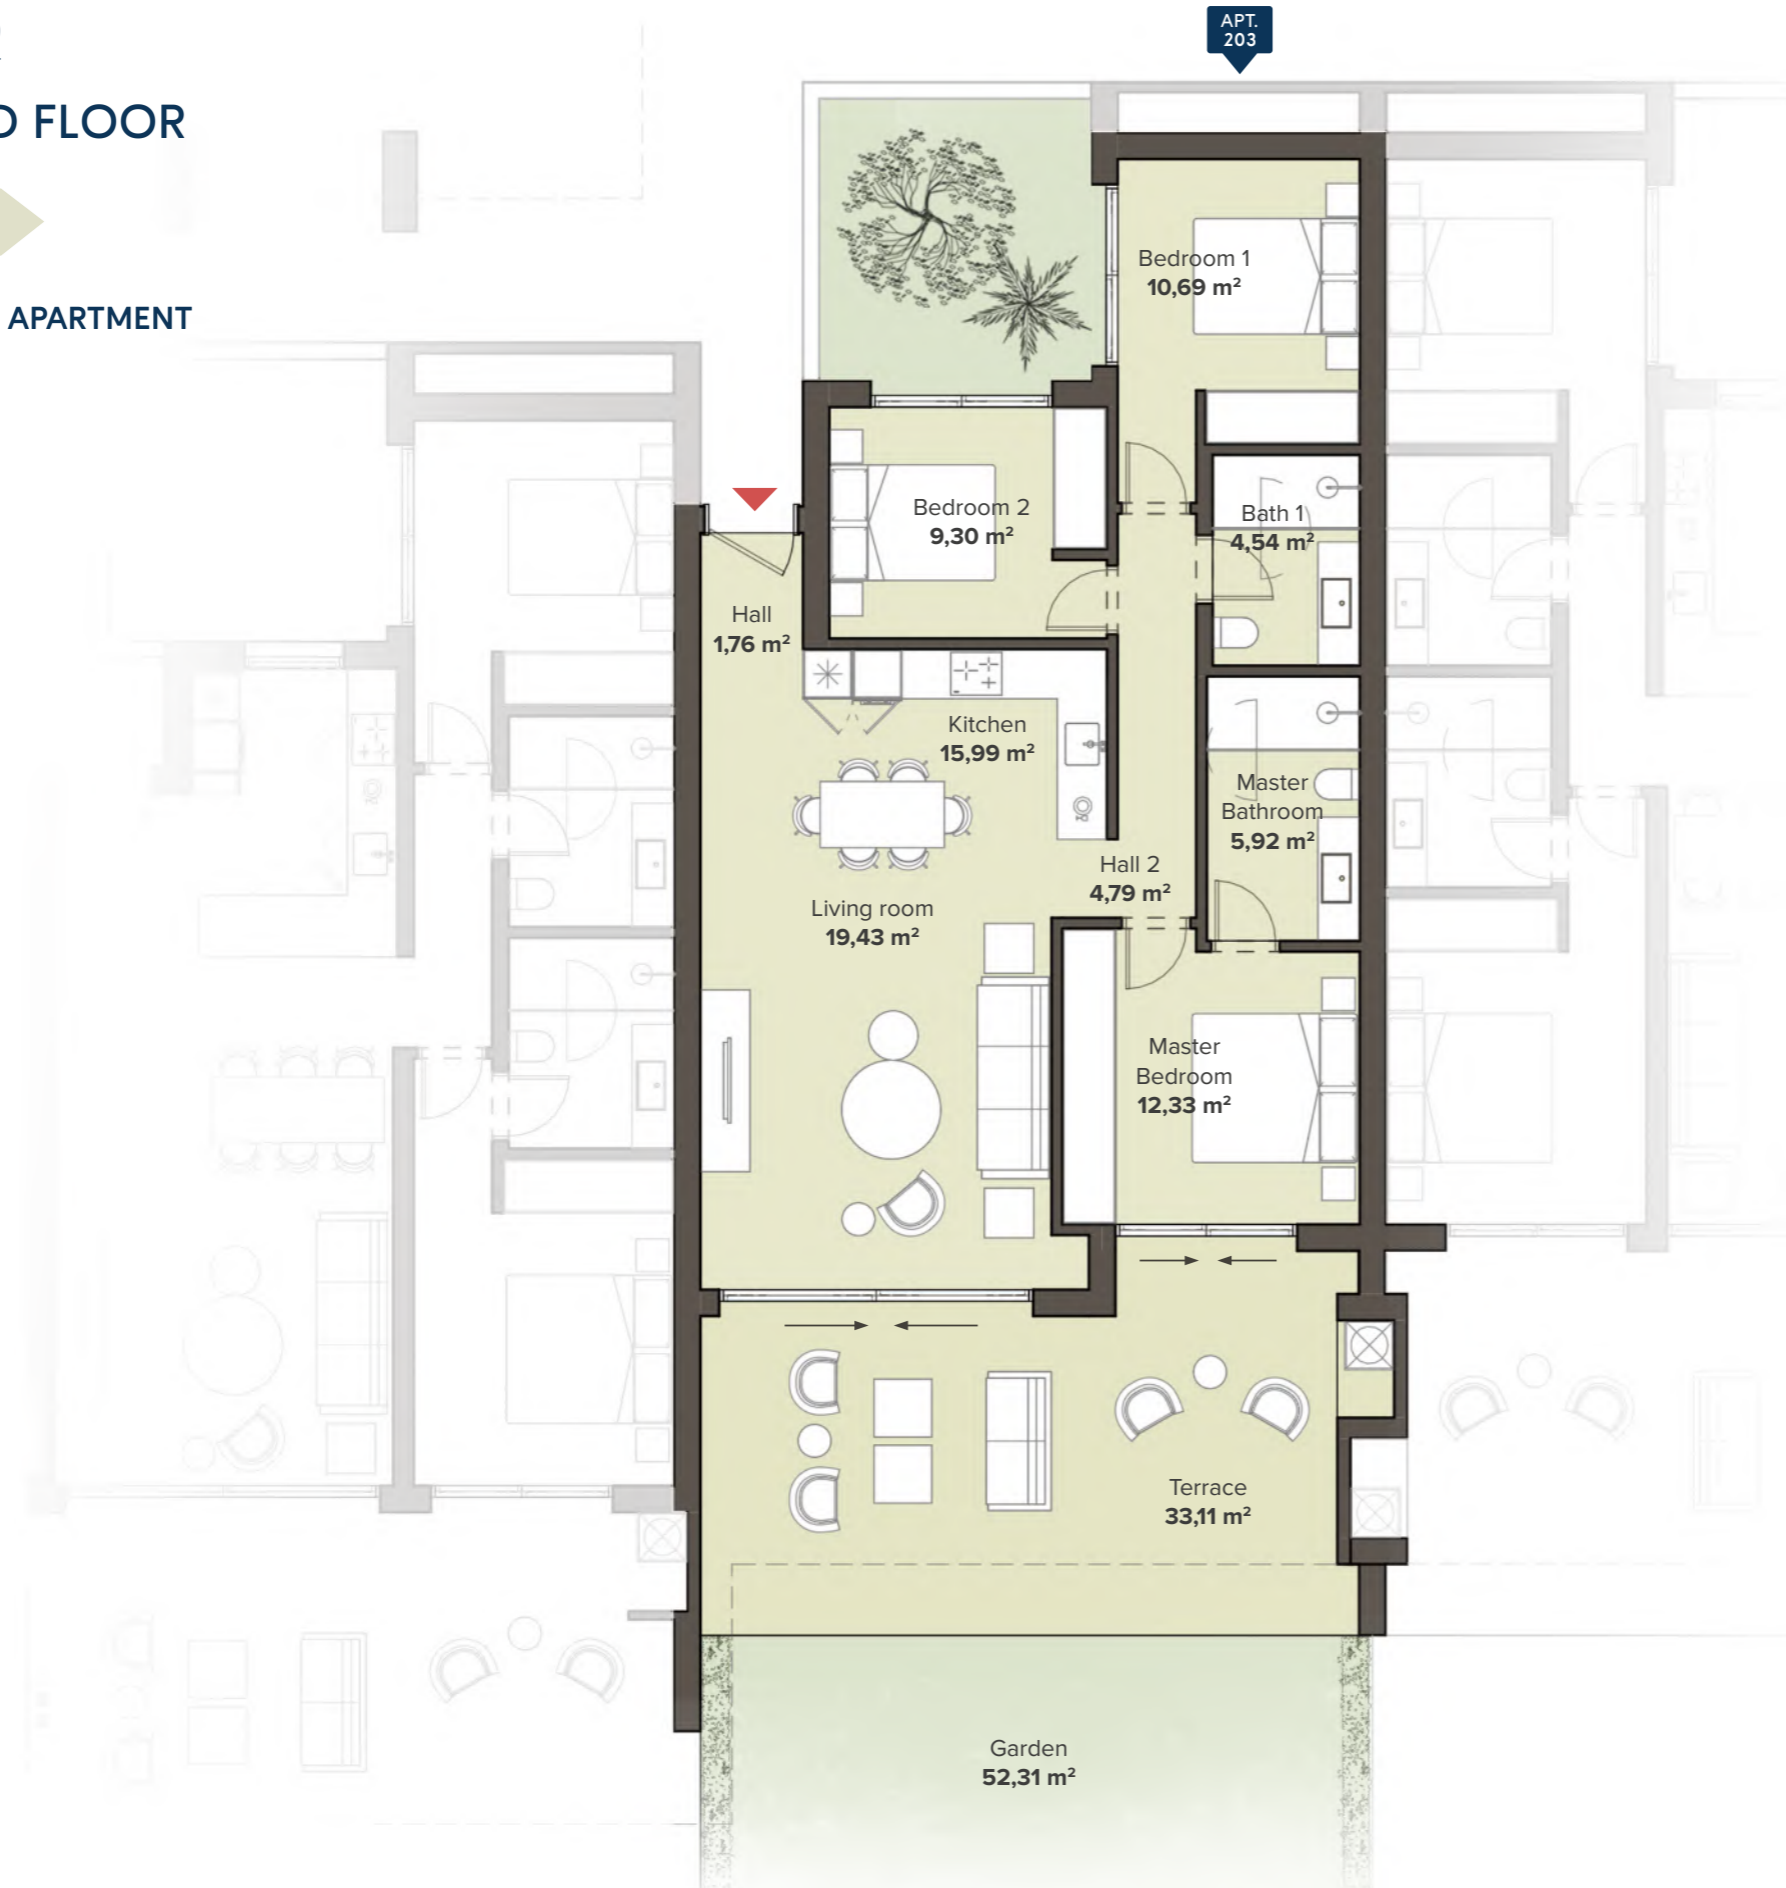 APT.
203
FLOOR
APARTMENT
Bedroom 1
10,69 m²
Bedroom 2
9,30 m²
Bath 1
4,54 m²
Hall
1,76 m²
Kitchen
15,99 m²
Master
Bathroom
5,92 m²
Hall 2
4,79 m²
Living room
19,43 m²
Master
Bedroom
12,33 m²
Terrace
33,11 m²
Garden
52,31 m²